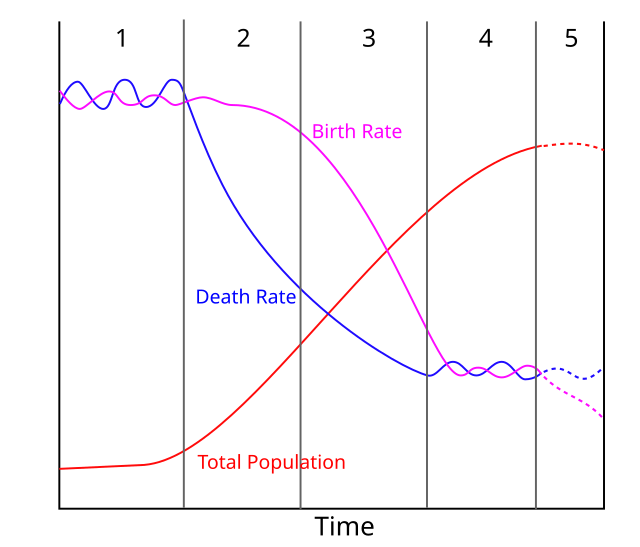 1 2 3 4 5
Birth Rate
Death Rate
Total Population
Time